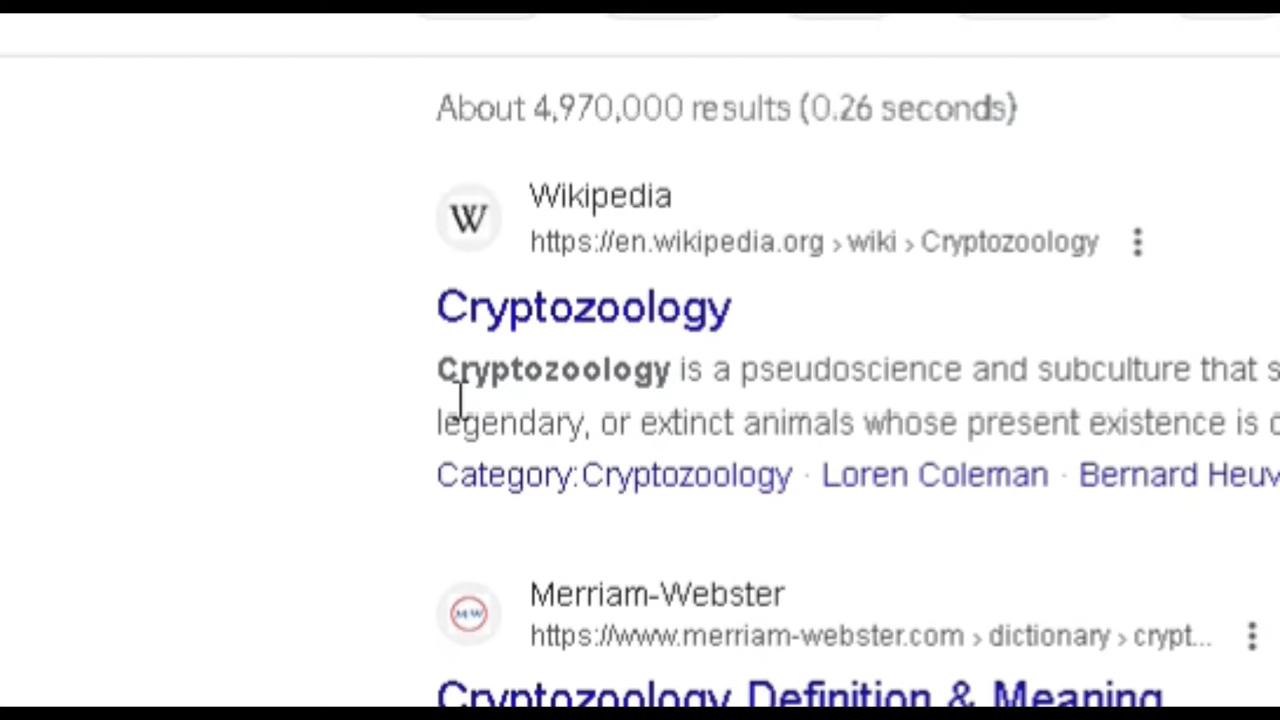 About 4,970,000 results (0.26 seconds)
W
Wikipedia
https://en.wikipedia.org › wiki › Cryptozoology
Cryptozoology
Cryptozoology is a pseudoscience and subculture that s
legendary, or extinct animals whose present existence is
Category:Cryptozoology · Loren Coleman · Bernard Heuv
MW
Merriam-Webster
https://www.merriam-webster.com › dictionary › crypt...
Cryptozoology Definition & Meaning